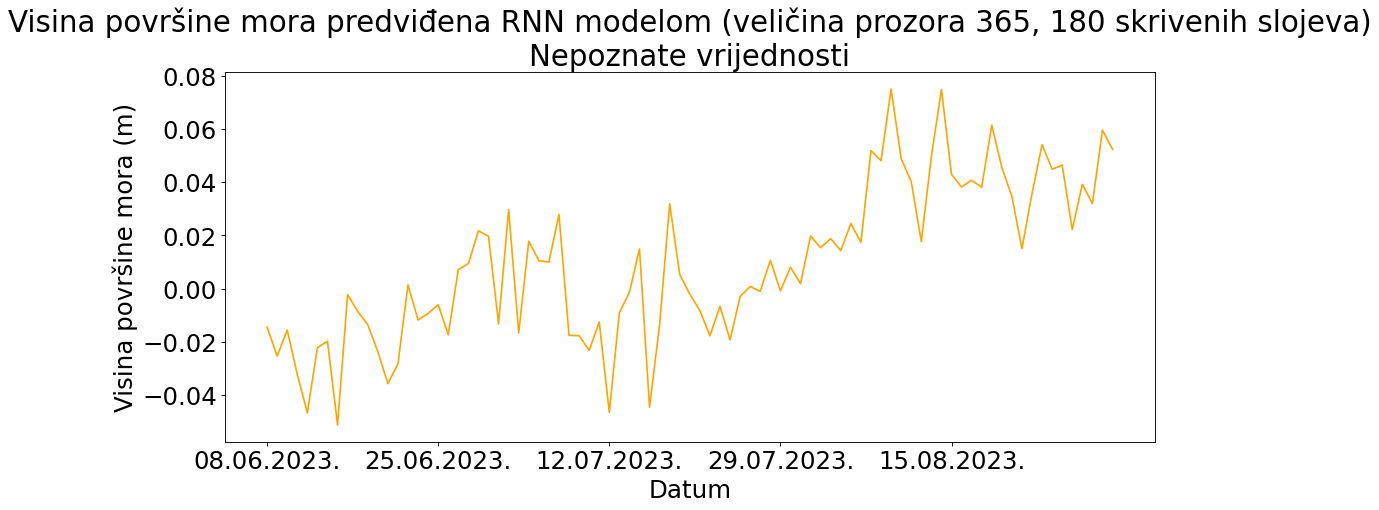 Visina površine mora predviđena RNN modelom (veličina prozora 365, 180 skrivenih slojeva)
Nepoznate vrijednosti
0.08
0.06
0.04
0.02
0.00
−0.02
−0.04
Visina površine mora (m)
08.06.2023. 25.06.2023. 12.07.2023. 29.07.2023. 15.08.2023.
Datum